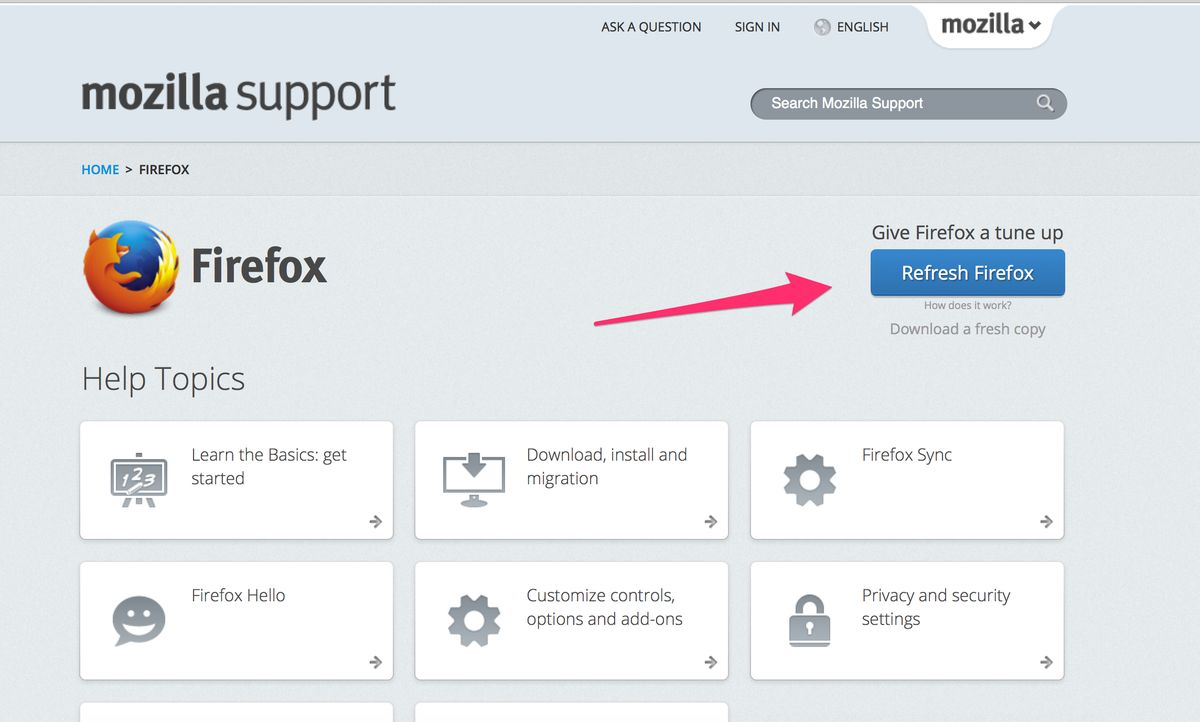 ASK A QUESTION SIGN IN ENGLISH mozilla
mozilla support
Search Mozilla Support
HOME > FIREFOX
Firefox
Give Firefox a tune up
Refresh Firefox
How does it work?
Download a fresh copy
Help Topics
123
Learn the Basics: get
started
Download, install and
migration
Firefox Sync
Firefox Hello
Customize controls,
options and add-ons
Privacy and security
settings